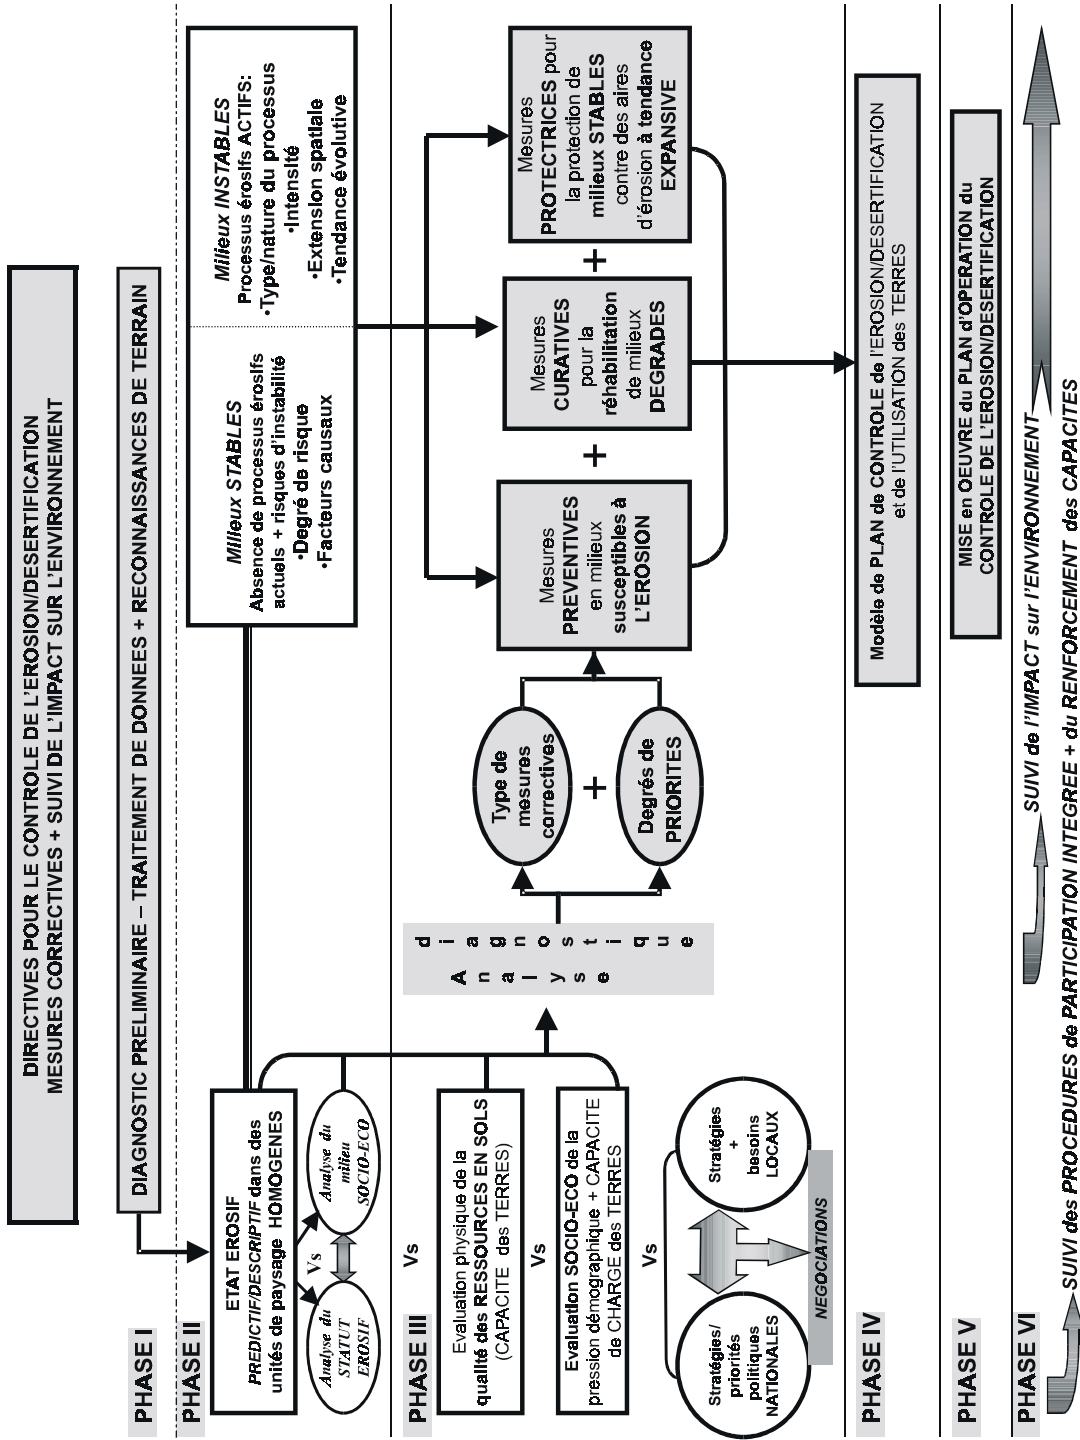 DIRECTIVES POUR LE CONTROLE DE L'EROSION/DESERTIFICATION
MESURES CORRECTIVES + SUIVI DE L'IMPACT SUR L'ENVIRONNEMENT
PHASE I
DIAGNOSTIC PRELIMINAIRE – TRAITEMENT DE DONNEES + RECONNAISSANCES DE TERRAIN
PHASE II
ETAT EROSIF
PREDICTIF/DESCRIPTIF dans des
unités de paysage HOMOGENES
Analyse du
STATUT
EROSIF
Vs
Analyse du
milieu
SOCIO-ECO
Milieux STABLES
Absence de processus érosifs
actuels + risques d'instabilité
•Degré de risque
•Facteurs causaux
Milieux INSTABLES
Processus érosifs ACTIFS:
•Type/nature du processus
•Intensité
•Extension spatiale
•Tendance évolutive
PHASE III
Vs
Evaluation physique de la
qualité des RESSOURCES EN SOLS
(CAPACITE des TERRES)
Vs
Evaluation SOCIO-ECO de la
pression démographique + CAPACITE
de CHARGE des TERRES
Vs
Stratégies/
priorités
politiques
NATIONALES
Stratégies
+
besoins
LOCAUX
NEGOCIATIONS
Analyse
diagnostique
Type de
mesures
correctives
+
Degrés de
PRIORITES
Mesures
PREVENTIVES
en milieux
susceptibles à
L'EROSION
+
Mesures
CURATIVES
pour la
réhabilitation
de milieux
DEGRADES
+
Mesures
PROTECTRICES pour
la protection de
milieux STABLES
contre des aires
d'érosion à tendance
EXPANSIVE
PHASE IV
Modèle de PLAN de CONTROLE de l'EROSION/DESERTIFICATION
et de l'UTILISATION des TERRES
PHASE V
MISE en OEUVRE du PLAN d'OPERATION du
CONTROLE DE L'EROSION/DESERTIFICATION
PHASE VI
SUIVI de l'IMPACT sur l'ENVIRONNEMENT
SUIVI des PROCEDURES de PARTICIPATION INTEGREE + du RENFORCEMENT des CAPACITES